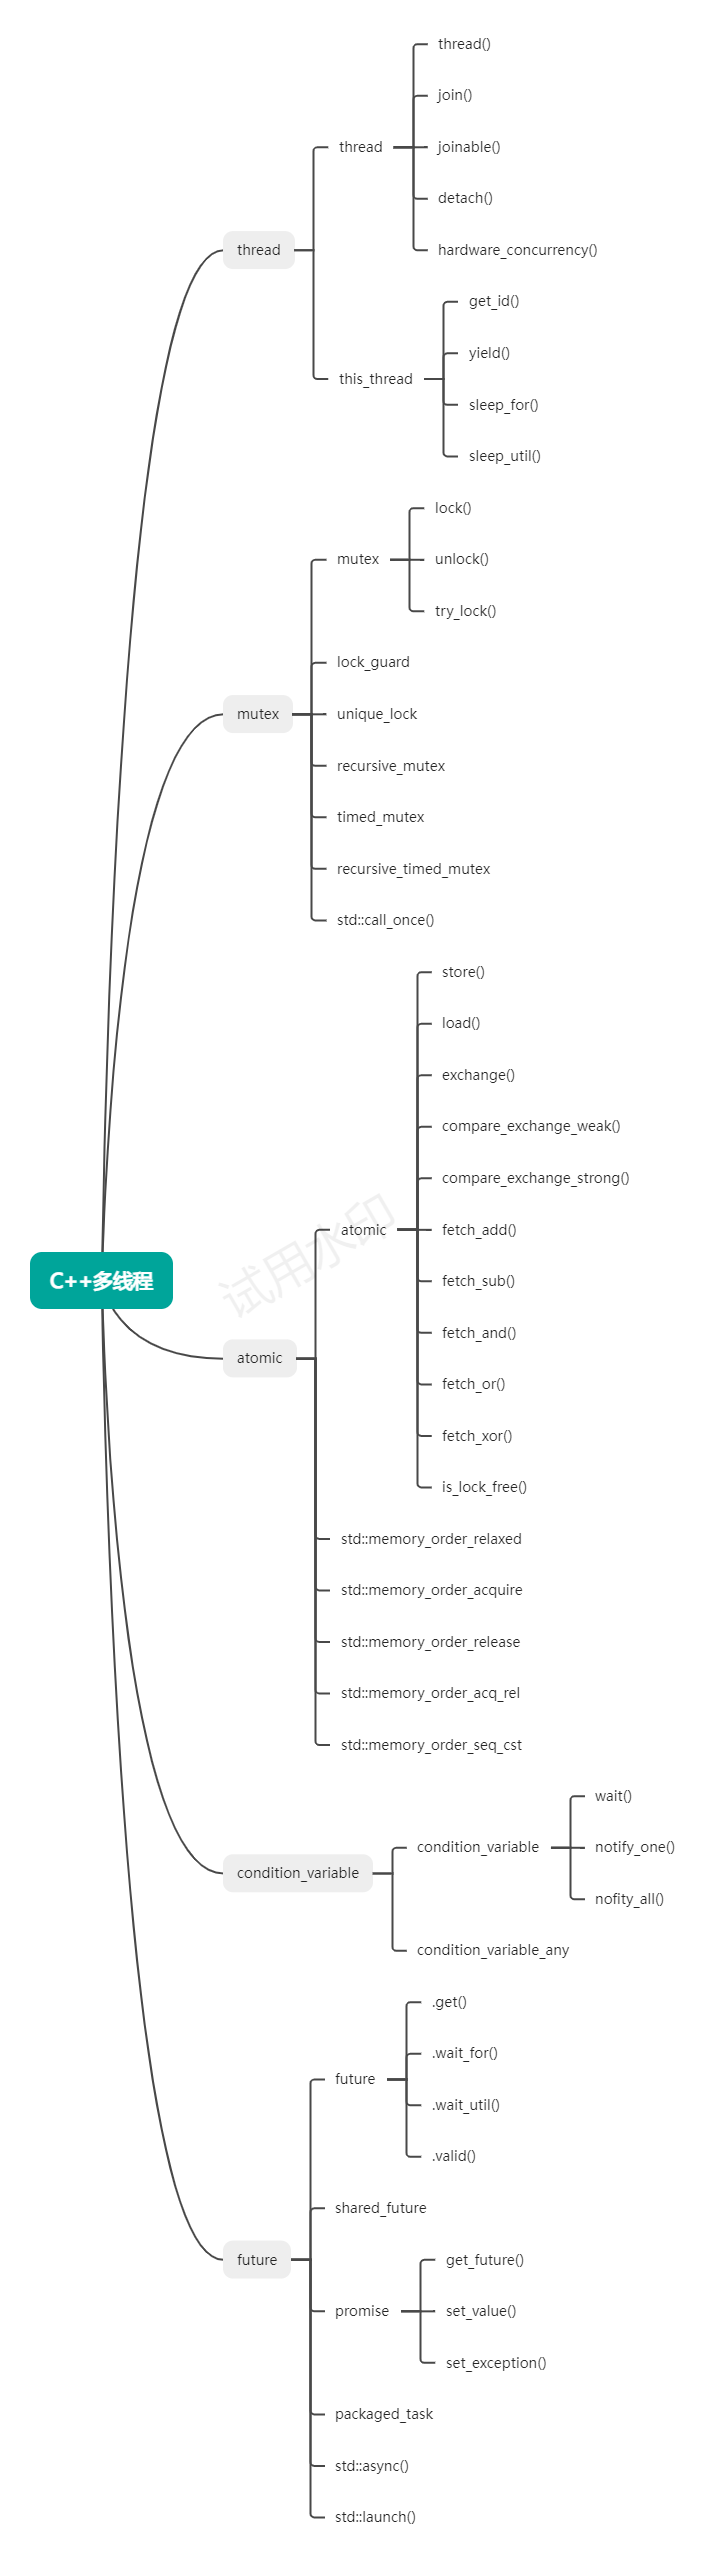 thread()
join()
thread
joinable()
detach()
thread
hardware_concurrency()
get_id()
yield()
this_thread
sleep_for()
sleep_util()
lock()
mutex
unlock()
try_lock()
lock_guard
mutex
unique_lock
recursive_mutex
timed_mutex
recursive_timed_mutex
std::call_once()
store()
load()
exchange()
compare_exchange_weak()
compare_exchange_strong()
atomic
fetch_add()
试用水印
C++多线程
fetch_sub()
fetch_and()
atomic
fetch_or()
fetch_xor()
is_lock_free()
std::memory_order_relaxed
std::memory_order_acquire
std::memory_order_release
std::memory_order_acq_rel
std::memory_order_seq_cst
wait()
condition_variable
notify_one()
condition_variable
nofity_all()
condition_variable_any
.get()
.wait_for()
future
.wait_util()
.valid()
shared_future
future
get_future()
promise
set_value()
set_exception()
packaged_task
std::async()
std::launch()